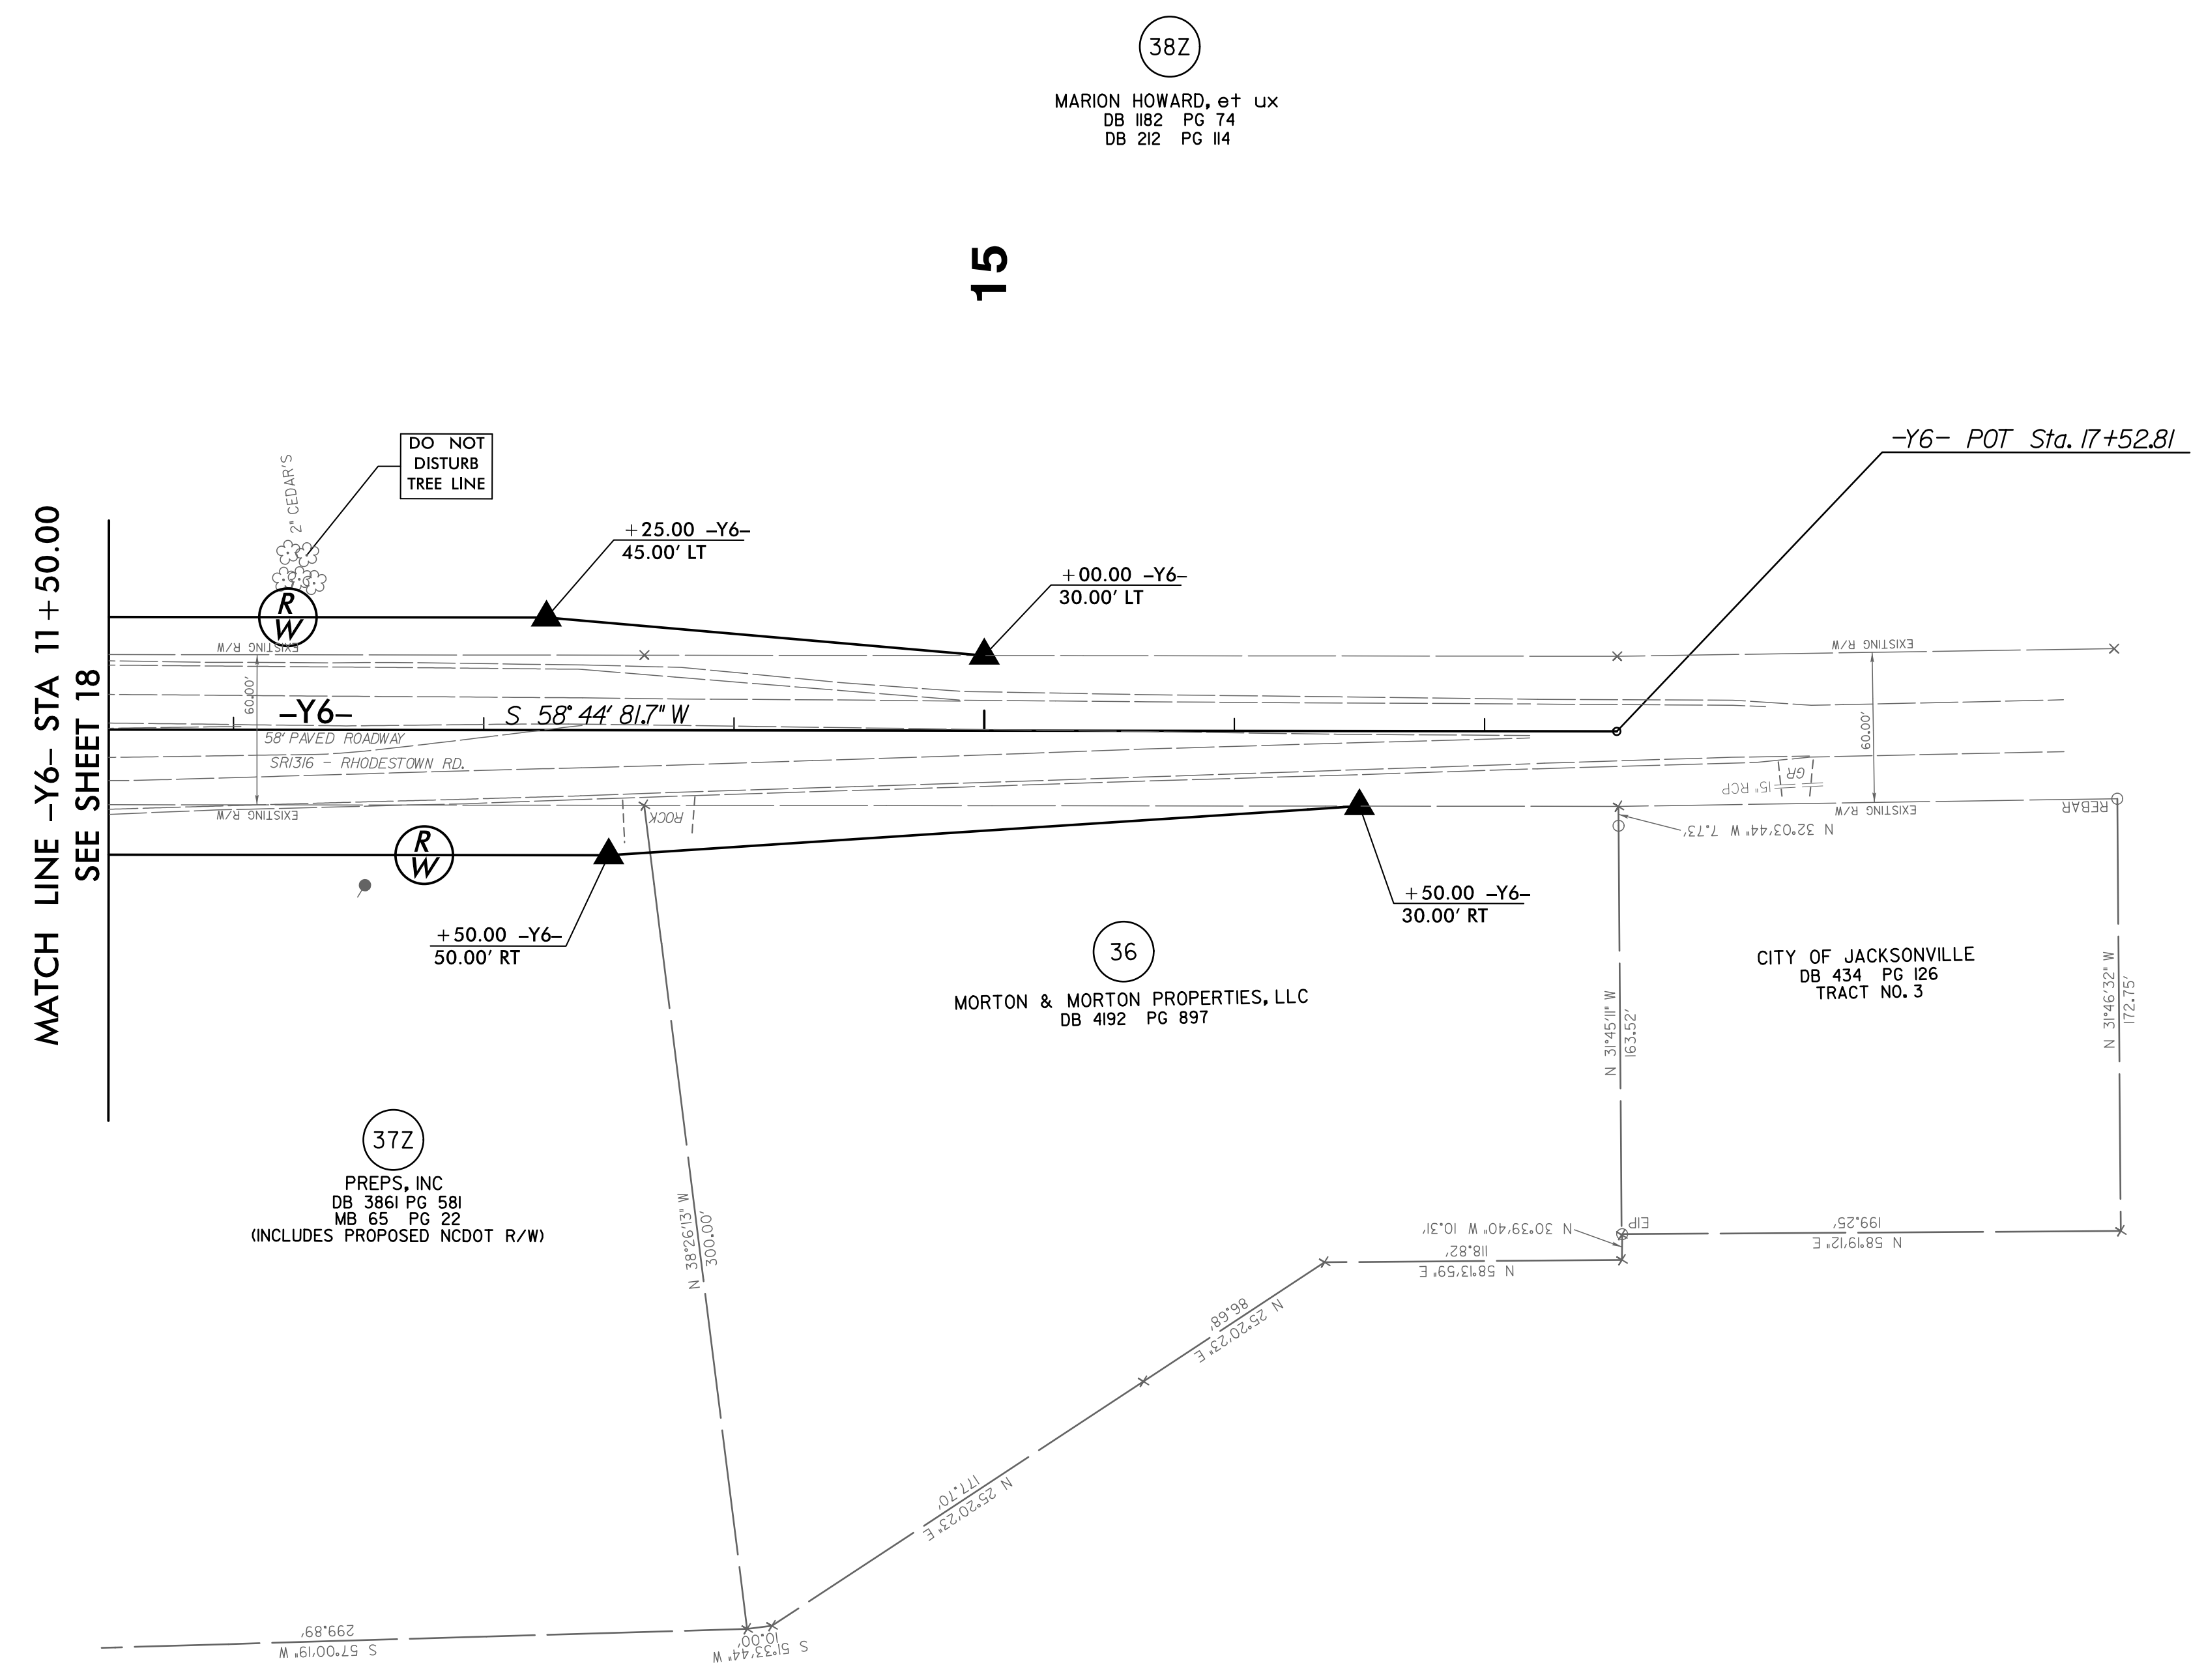 38Z
MARION HOWARD, et ux
DB 1182 PG 74
DB 212 PG 114
15
-Y6- POT Sta. 17+52.81
DO NOT
DISTURB
TREE LINE
2" CEDAR'S
+25.00 -Y6-
45.00' LT
+00.00 -Y6-
30.00' LT
MATCH LINE -Y6- STA 11+50.00
SEE SHEET 18
R
W
EXISTING R/W
EXISTING R/W
60.00'
-Y6-
S 58° 44' 81.7" W
58' PAVED ROADWAY
SR1316 - RHODESTOWN RD.
60.00'
GR
15" RCP
EXISTING R/W
ROCK
EXISTING R/W
REBAR
N 32°03'44" W 7.73'
R
W
+50.00 -Y6-
50.00' RT
+50.00 -Y6-
30.00' RT
36
MORTON & MORTON PROPERTIES, LLC
DB 4192 PG 897
CITY OF JACKSONVILLE
DB 434 PG 126
TRACT NO. 3
N 31°45'11" W
163.52'
N 31°46'32" W
172.75'
37Z
PREPS, INC
DB 3861 PG 581
MB 65 PG 22
(INCLUDES PROPOSED NCDOT R/W)
N 38°26'13" W
300.00'
N 30°39'40" W 10.31'
EIP
199.25'
N 58°19'12" E
118.82'
N 58°13'59" E
86.68'
N 25°20'23" E
177.70'
N 25°20'23" E
299.89'
S 57°00'19" W
10.00'
S 51°33'44" W